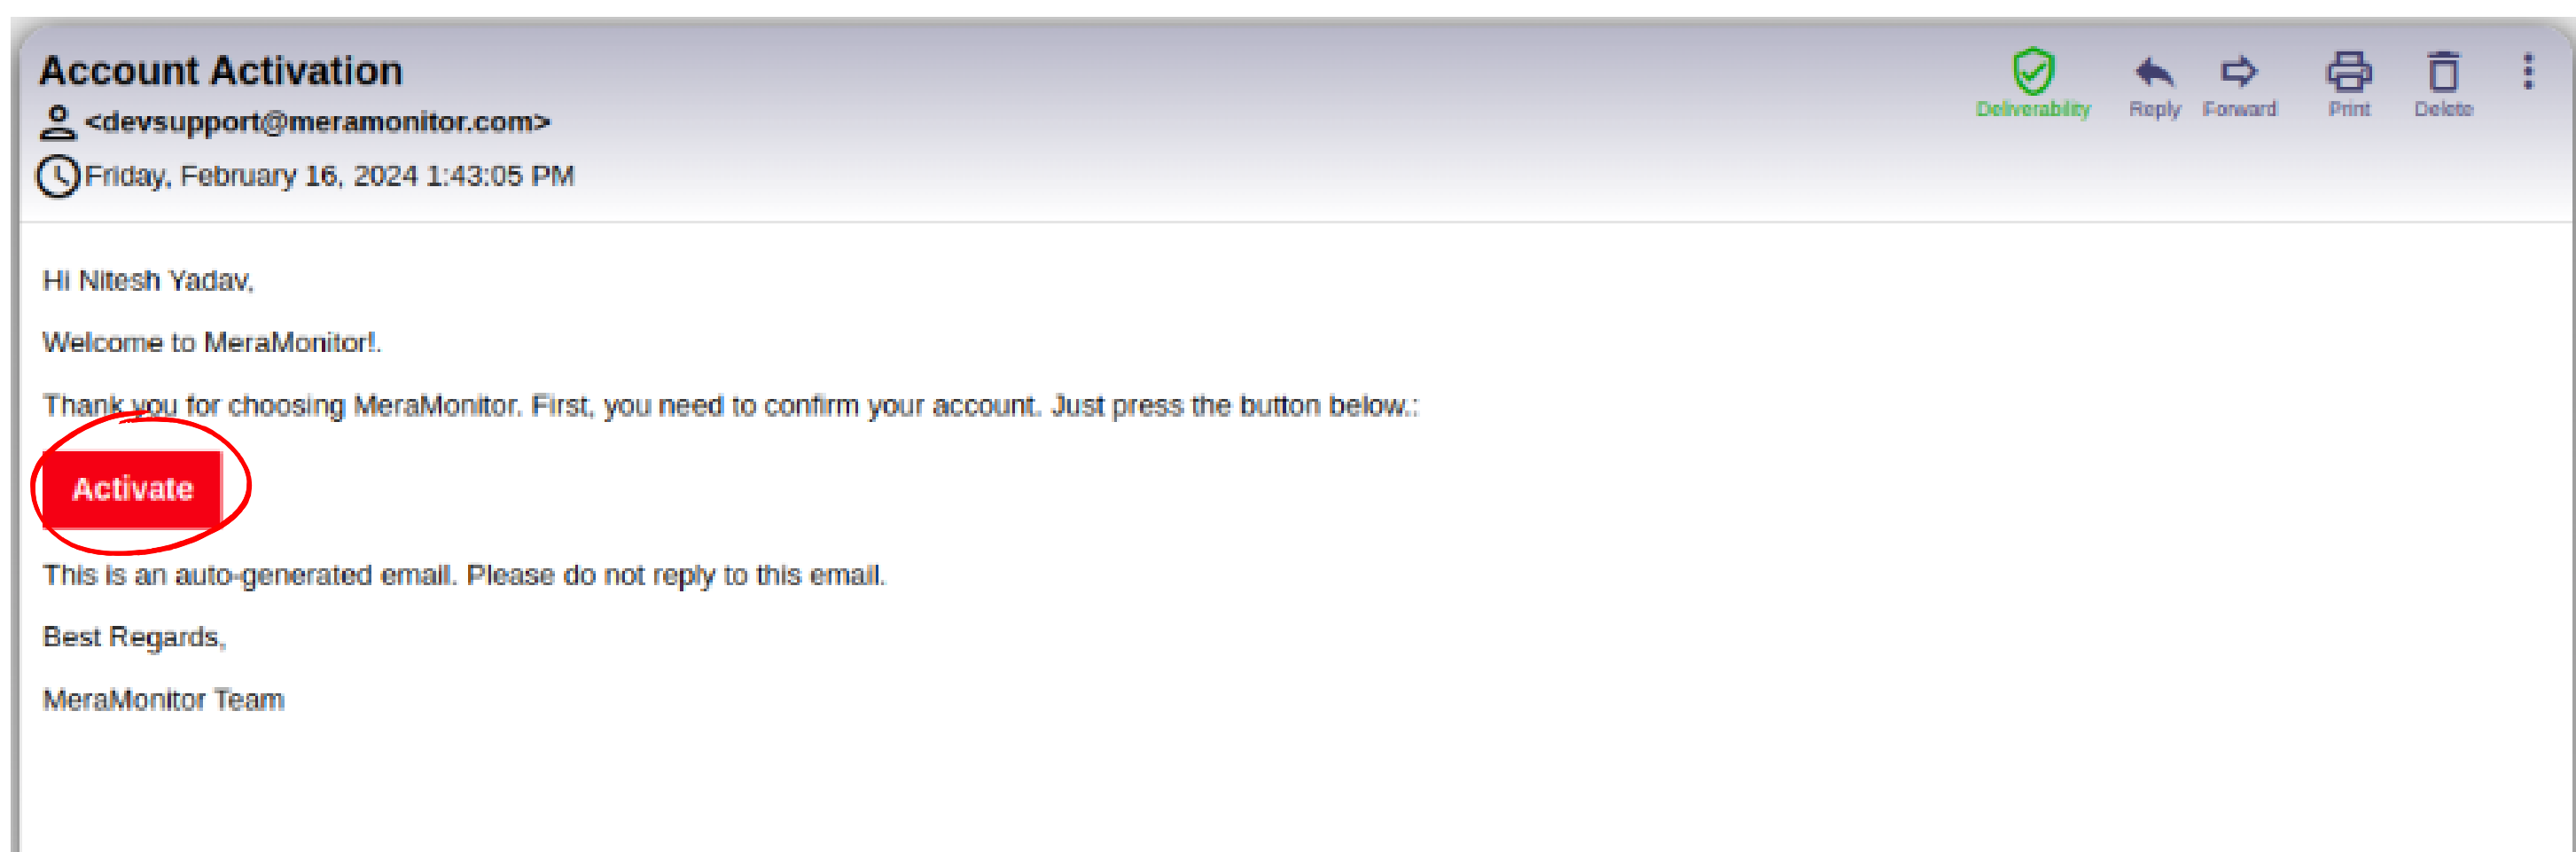 Account Activation
<devsupport@meramonitor.com>
Friday, February 16, 2024 1:43:05 PM
Deliverability
Reply
Forward
Print
Delete
Hi Nitesh Yadav,
Welcome to MeraMonitor!.
Thank you for choosing MeraMonitor. First, you need to confirm your account. Just press the button below.:
Activate
This is an auto-generated email. Please do not reply to this email.
Best Regards,
MeraMonitor Team